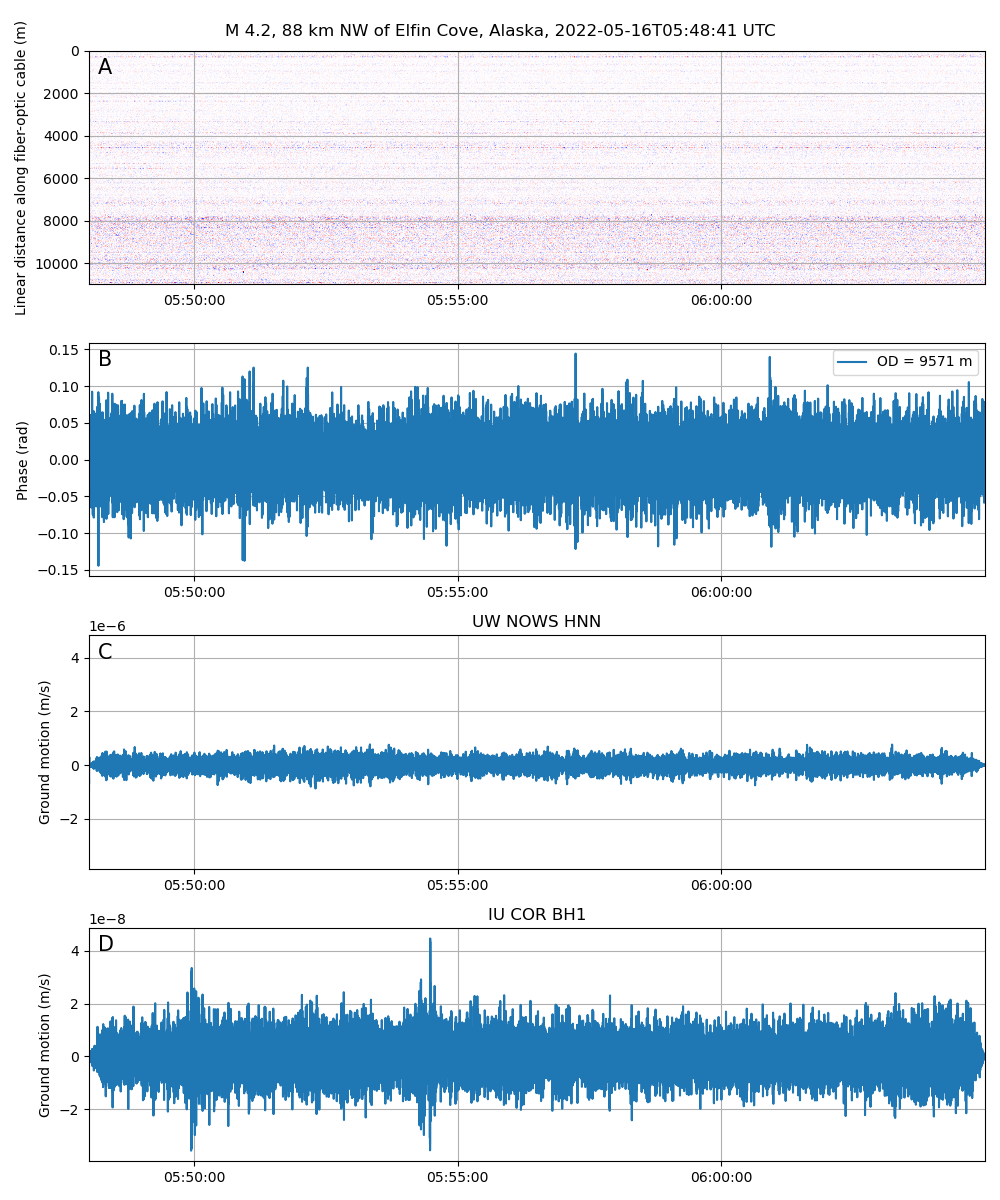 M 4.2, 88 km NW of Elfin Cove, Alaska, 2022-05-16T05:48:41 UTC
Linear distance along fiber-optic cable (m)
A
0
2000
4000
6000
8000
10000
05:50:00 05:55:00 06:00:00
B
OD = 9571 m
Phase (rad)
0.15
0.10
0.05
0.00
−0.05
−0.10
−0.15
05:50:00 05:55:00 06:00:00
UW NOWS HNN
1e−6
C
Ground motion (m/s)
4
2
0
−2
05:50:00 05:55:00 06:00:00
IU COR BH1
1e−8
D
Ground motion (m/s)
4
2
0
−2
05:50:00 05:55:00 06:00:00